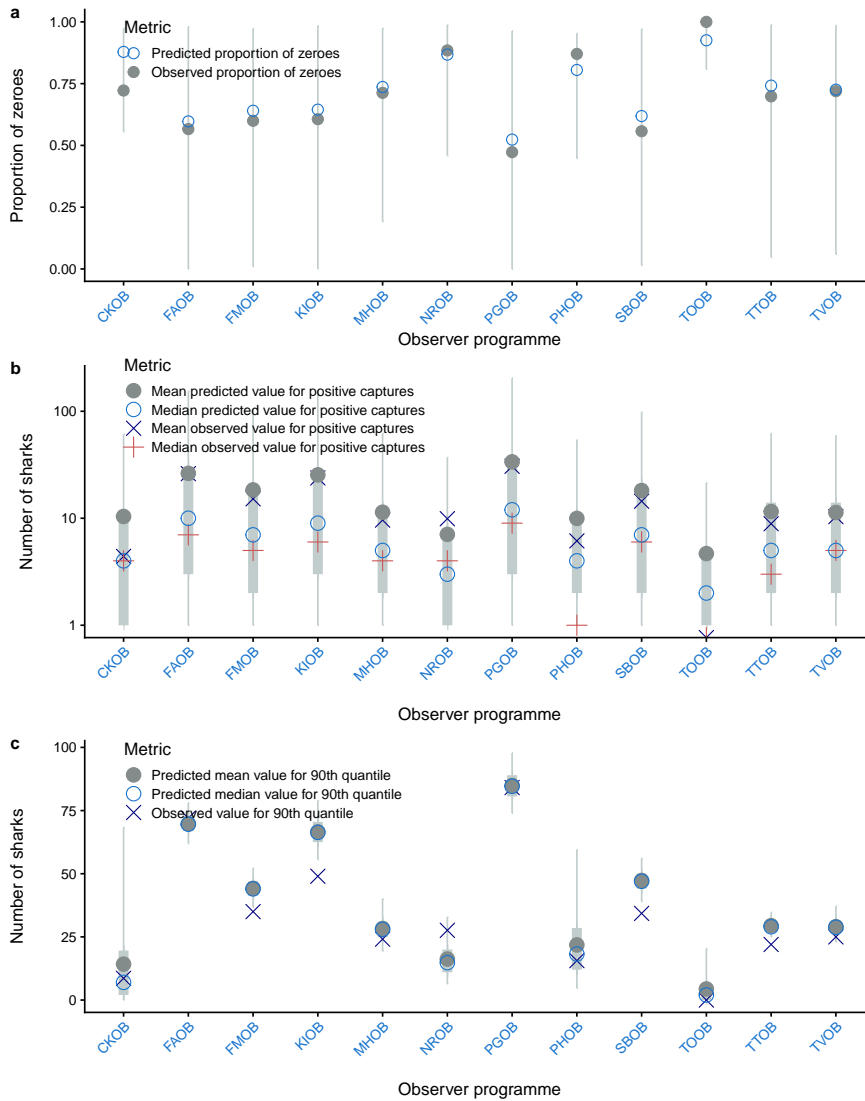 a
Metric
Predicted proportion of zeroes
Observed proportion of zeroes
Proportion of zeroes
1.00
0.75
0.50
0.25
0.00
CKOB
FAOB
FMOB
KIOB
MHOB
NROB
PGOB
PHOB
SBOB
TOOB
TTOB
TVOB
Observer programme
b
Metric
Mean predicted value for positive captures
Median predicted value for positive captures
Mean observed value for positive captures
Median observed value for positive captures
Number of sharks
100
10
1
CKOB
FAOB
FMOB
KIOB
MHOB
NROB
PGOB
PHOB
SBOB
TOOB
TTOB
TVOB
Observer programme
c
Metric
Predicted mean value for 90th quantile
Predicted median value for 90th quantile
Observed value for 90th quantile
Number of sharks
100
75
50
25
0
CKOB
FAOB
FMOB
KIOB
MHOB
NROB
PGOB
PHOB
SBOB
TOOB
TTOB
TVOB
Observer programme